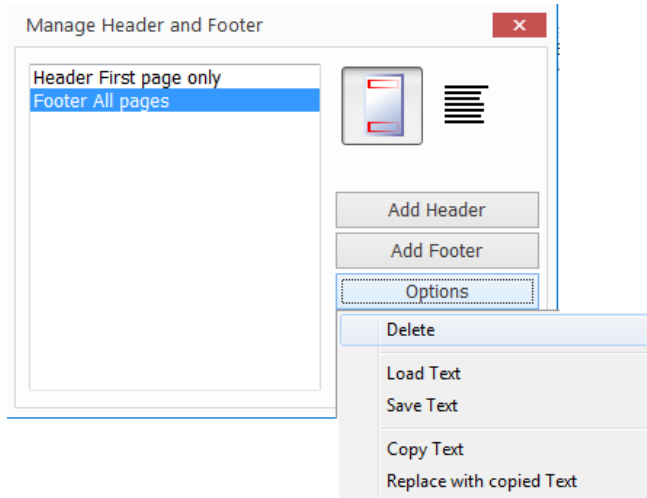 Manage Header and Footer
Header First page only
Footer All pages
Add Header
Add Footer
Options
Delete
Load Text
Save Text
Copy Text
Replace with copied Text